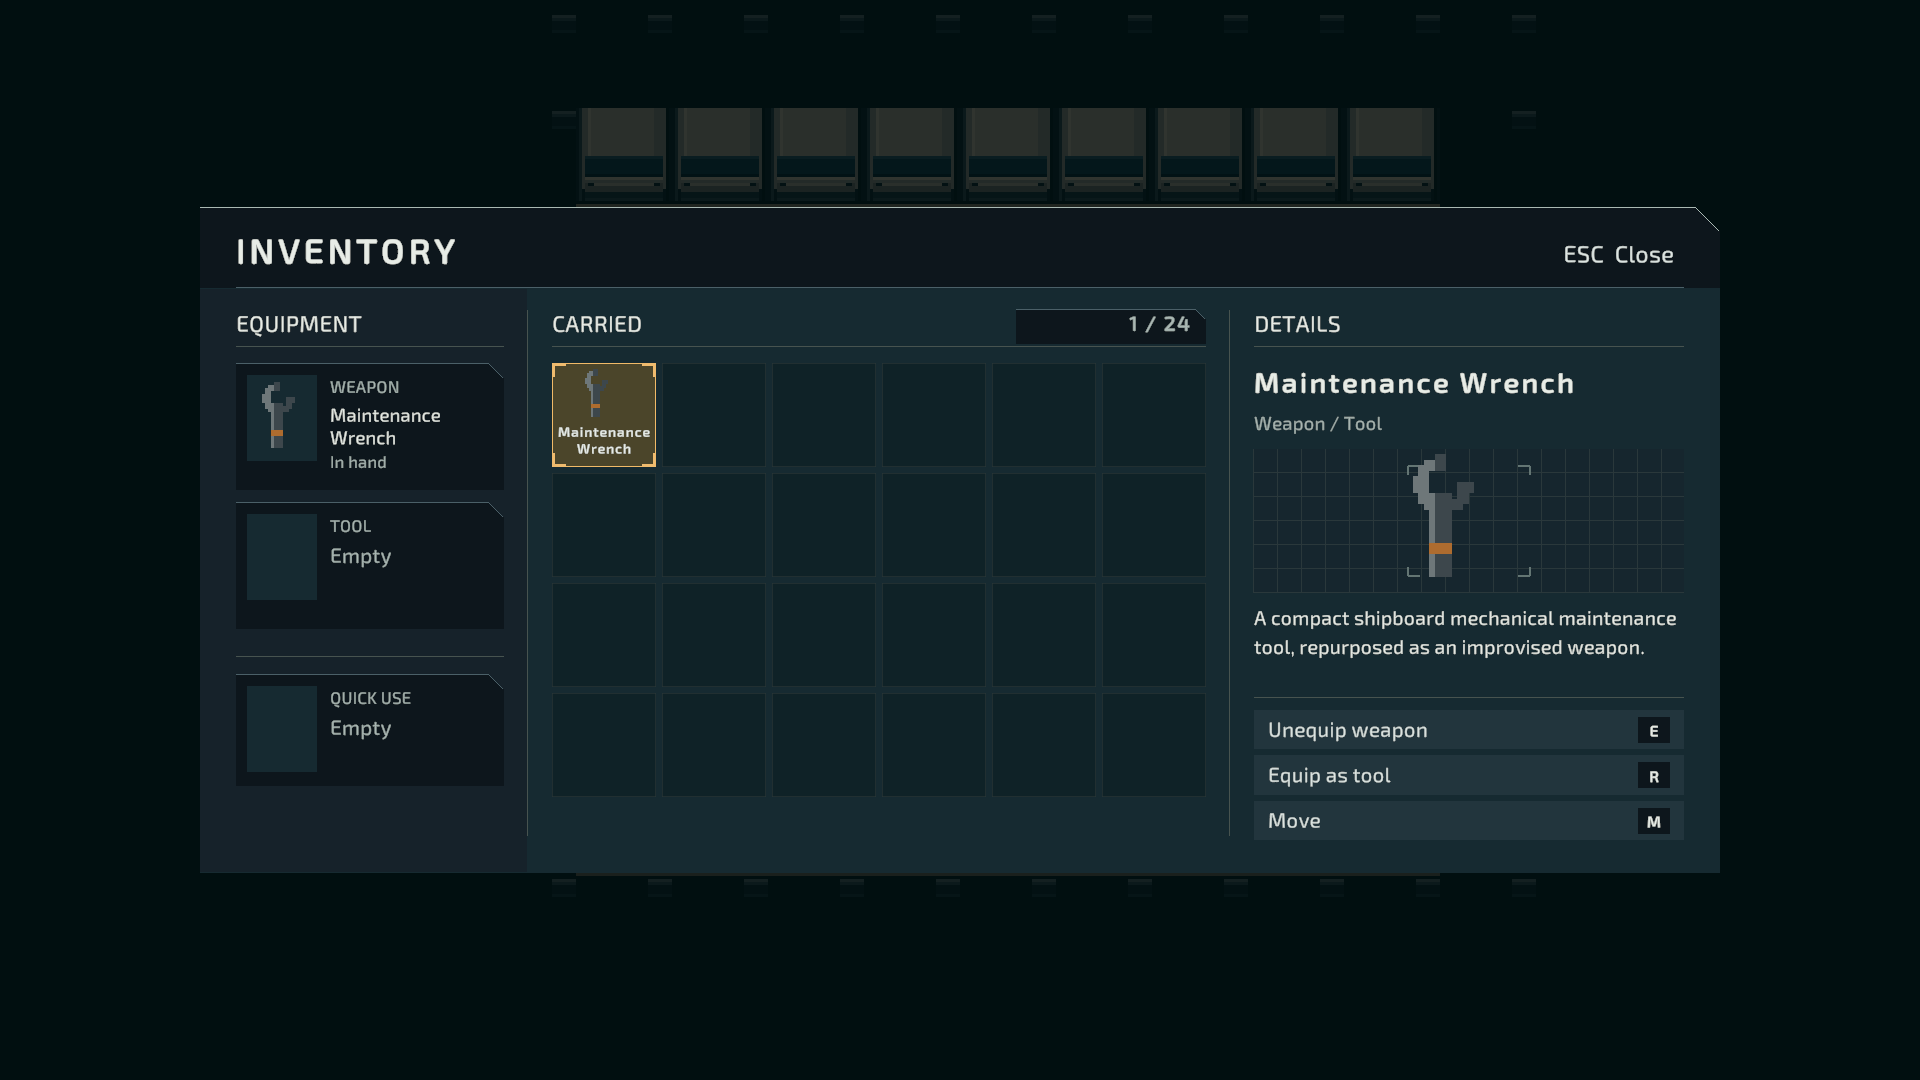 INVENTORY
ESC Close
EQUIPMENT
WEAPON
Maintenance
Wrench
In hand
TOOL
Empty
QUICK USE
Empty
CARRIED
1 / 24
Maintenance
Wrench
DETAILS
Maintenance Wrench
Weapon / Tool
A compact shipboard mechanical maintenance
tool, repurposed as an improvised weapon.
Unequip weapon E
Equip as tool R
Move M